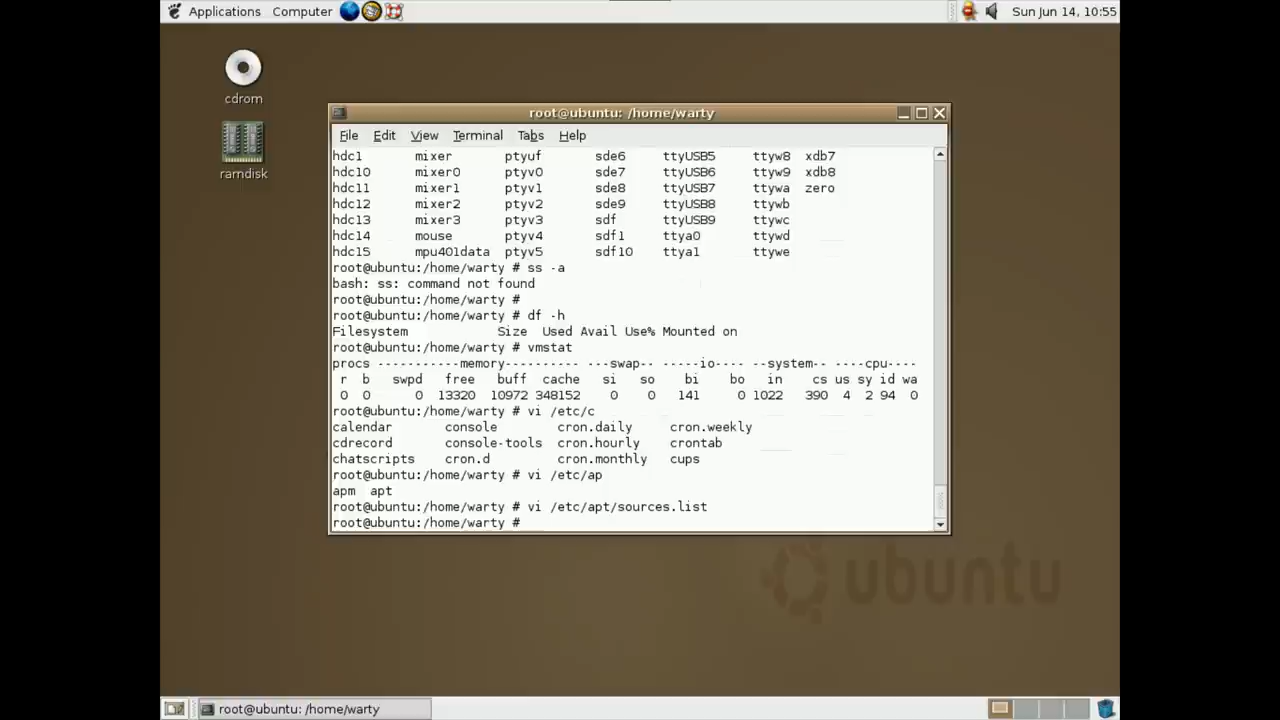 Applications Computer Sun Jun 14, 10:55
cdrom
ramdisk
root@ubuntu: /home/warty
File Edit View Terminal Tabs Help
hdc1 mixer ptyuf sde6 ttyUSB5 ttyw8 xdb7
hdc10 mixer0 ptyv0 sde7 ttyUSB6 ttyw9 xdb8
hdc11 mixer1 ptyv1 sde8 ttyUSB7 ttywa zero
hdc12 mixer2 ptyv2 sde9 ttyUSB8 ttywb
hdc13 mixer3 ptyv3 sdf ttyUSB9 ttywc
hdc14 mouse ptyv4 sdf1 ttya0 ttywd
hdc15 mpu401data ptyv5 sdf10 ttya1 ttywe
root@ubuntu:/home/warty # ss -a
bash: ss: command not found
root@ubuntu:/home/warty #
root@ubuntu:/home/warty # df -h
Filesystem Size Used Avail Use% Mounted on
root@ubuntu:/home/warty # vmstat
procs -----------memory---------- ---swap-- -----io---- --system-- ----cpu----
r b swpd free buff cache si so bi bo in cs us sy id wa
0 0 0 13320 10972 348152 0 0 141 0 1022 390 4 2 94 0
root@ubuntu:/home/warty # vi /etc/c
calendar console cron.daily cron.weekly
cdrecord console-tools cron.hourly crontab
chatscripts cron.d cron.monthly cups
root@ubuntu:/home/warty # vi /etc/ap
apm apt
root@ubuntu:/home/warty # vi /etc/apt/sources.list
root@ubuntu:/home/warty #
ubuntu
root@ubuntu: /home/warty